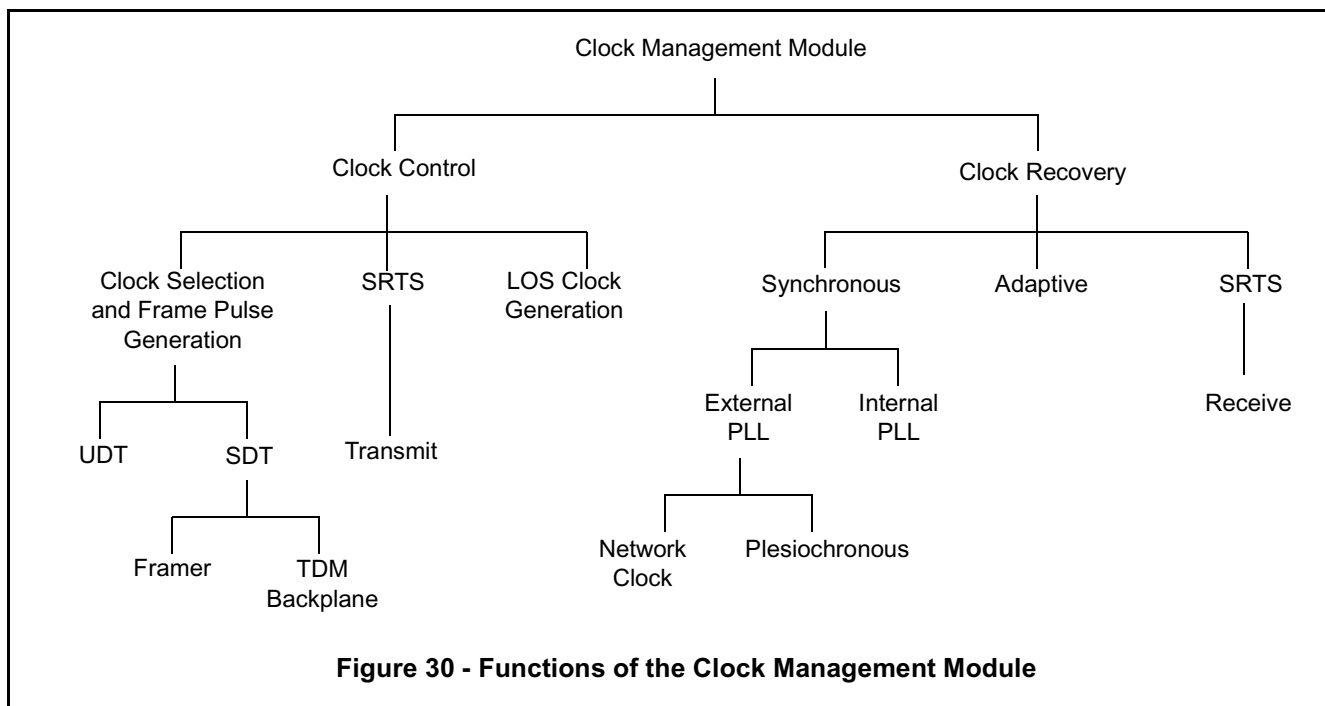 Clock Management Module
Clock Control
Clock Recovery
Clock Selection
and Frame Pulse
Generation
SRTS
LOS Clock
Generation
Synchronous
Adaptive
SRTS
UDT
SDT
Transmit
External
PLL
Internal
PLL
Receive
Framer
TDM
Backplane
Network
Clock
Plesiochronous
Figure 30 - Functions of the Clock Management Module